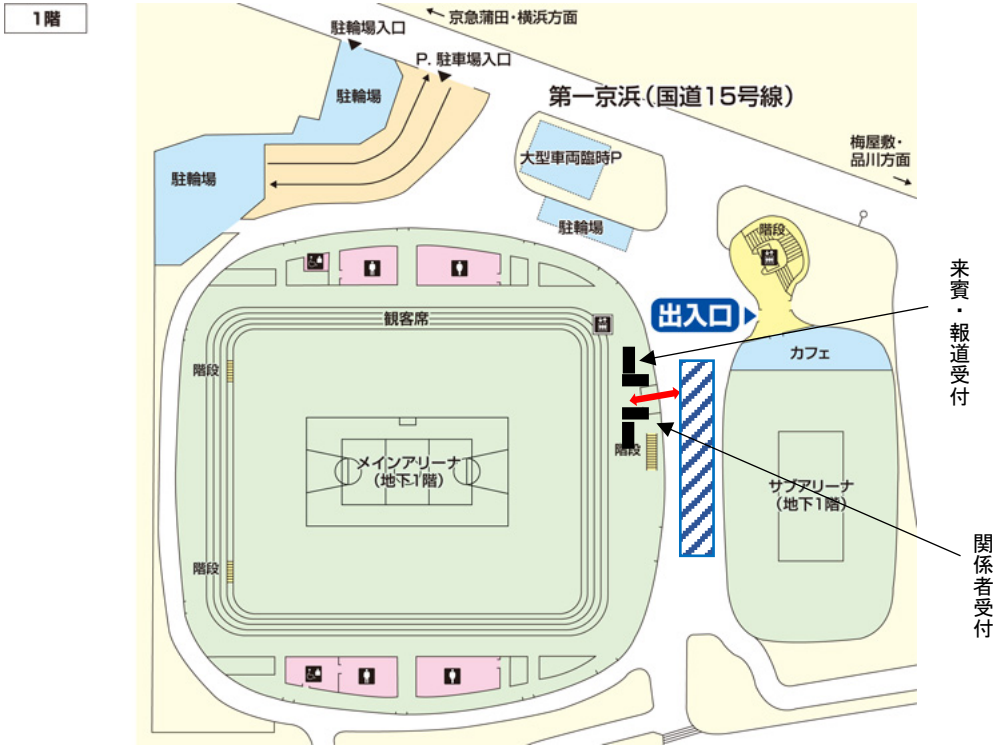 1階
京急蒲田・横浜方面
駐輪場入口
P. 駐車場入口
駐輪場
第一京浜(国道15号線)
梅屋敷・
品川方面
大型車両臨時P
駐輪場
駐輪場
階段
来賓・報道受付
出入口
観客席
カフェ
階段
階段
メインアリーナ
(地下1階)
サブアリーナ
(地下1階)
階段
関係者受付